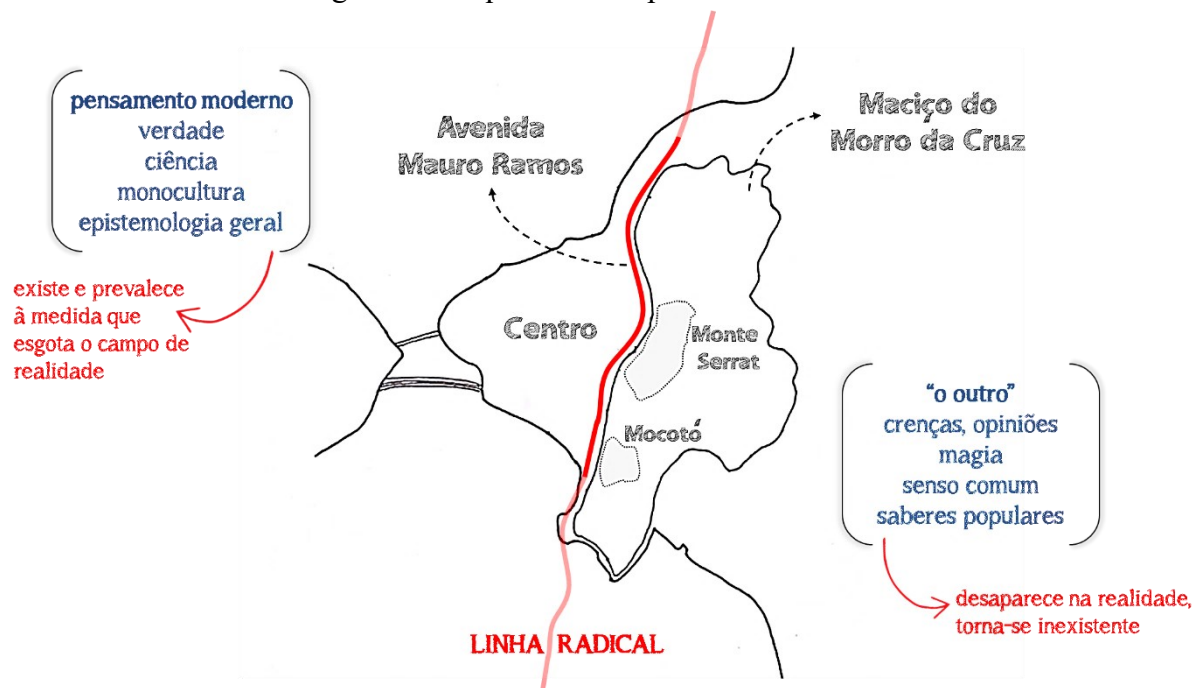 pensamento moderno
verdade
ciência
monocultura
epistemologia geral
existe e prevalece
à medida que
esgota o campo de
realidade
Avenida
Mauro Ramos
Maciço do
Morro da Cruz
Centro
Monte
Serrat
Mocotó
"o outro"
crenças, opiniões
magia
senso comum
saberes populares
desaparece na realidade,
torna-se inexistente
LINHA RADICAL